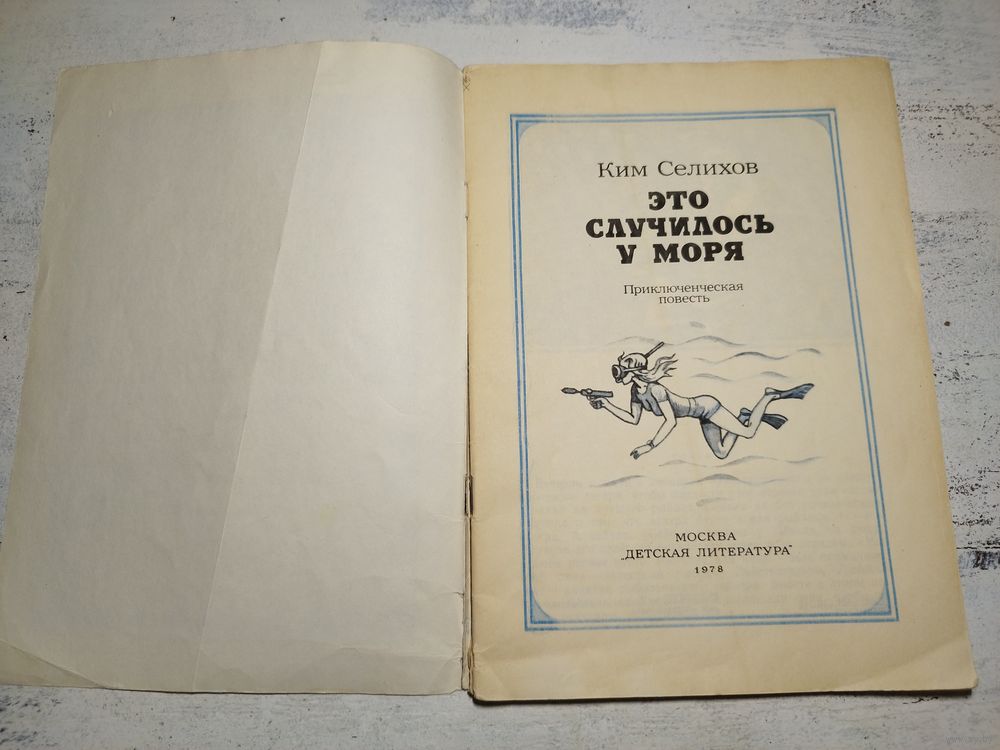 Ким Селихов
ЭТО
СЛУЧИЛОСЬ
У МОРЯ
Приключенческая
повесть
МОСКВА
„ДЕТСКАЯ ЛИТЕРАТУРА"
1978